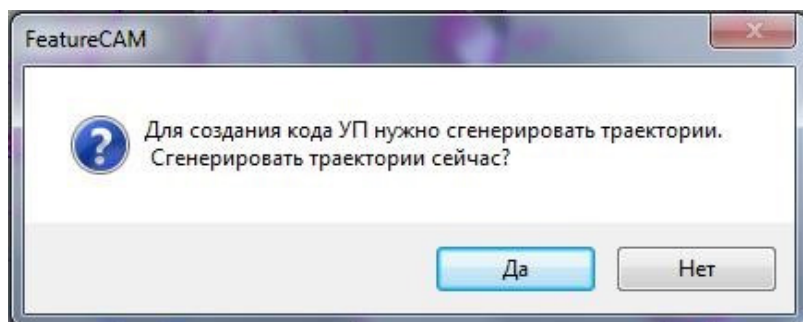 FeatureCAM
Для создания кода УП нужно сгенерировать траектории.
Сгенерировать траектории сейчас?
Да
Нет